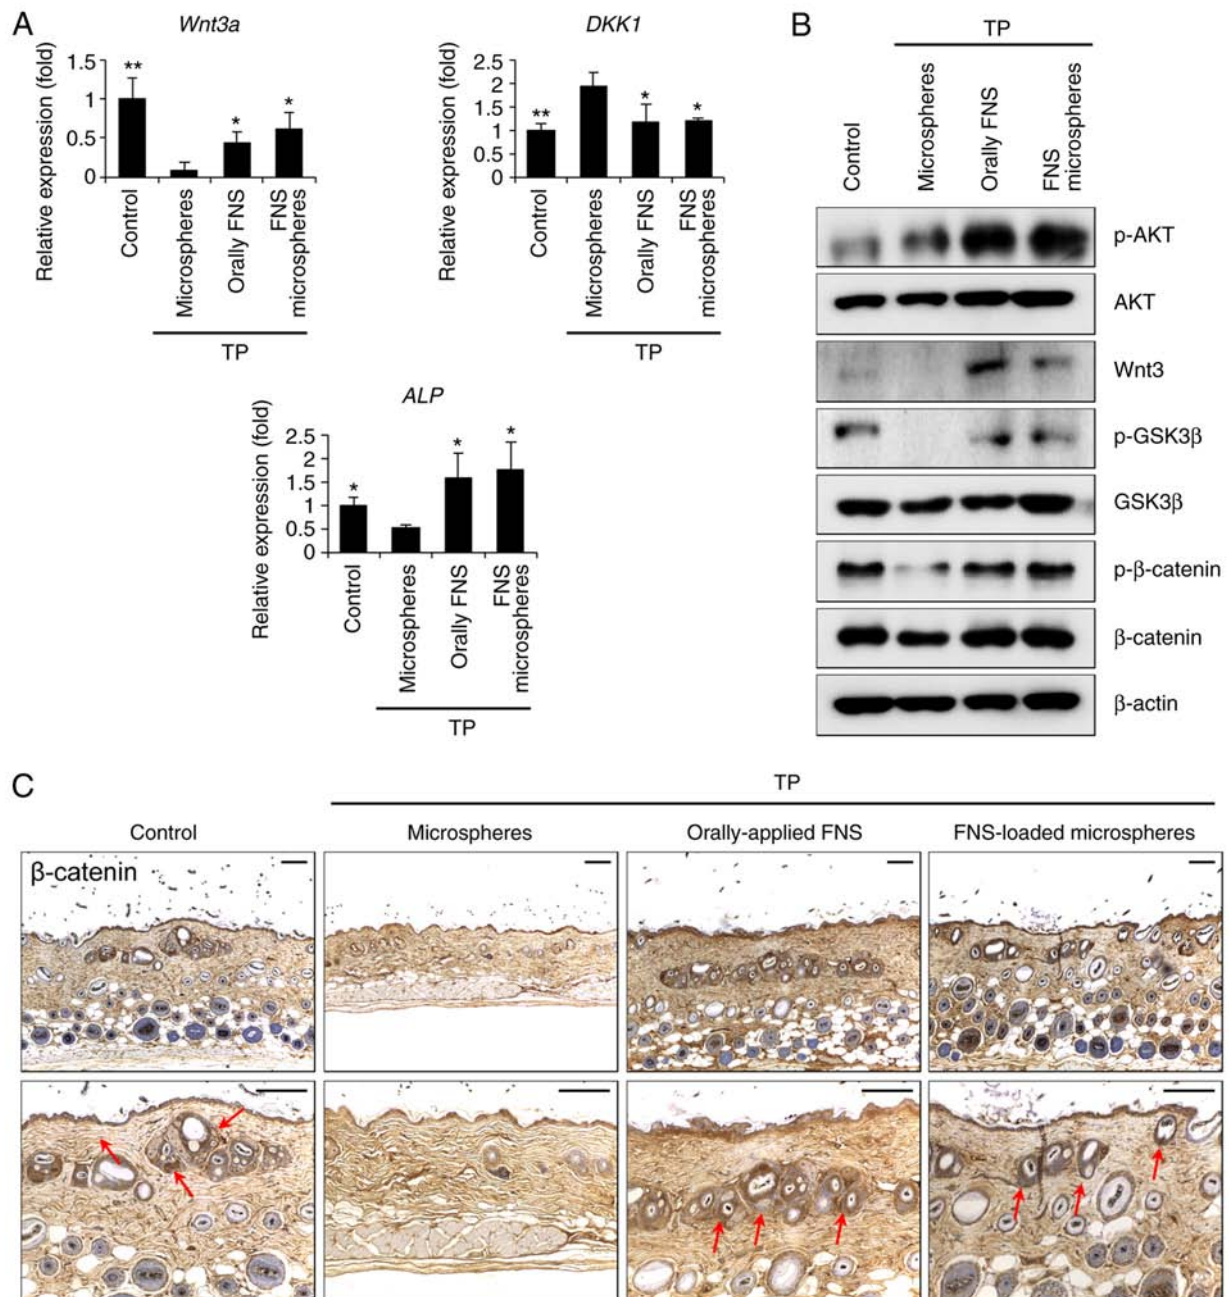 A
Wnt3a
Relative expression (fold)
1.5
1
0.5
0
**
*
*
Control
Microspheres
Orally FNS
FNS
microspheres
TP
DKK1
Relative expression (fold)
2.5
2
1.5
1
0.5
0
**
*
*
Control
Microspheres
Orally FNS
FNS
microspheres
TP
ALP
Relative expression (fold)
2.5
2
1.5
1
0.5
0
*
*
*
Control
Microspheres
Orally FNS
FNS
microspheres
TP
B
TP
Control
Microspheres
Orally FNS
FNS
microspheres
p-AKT
AKT
Wnt3
p-GSK3β
GSK3β
p-β-catenin
β-catenin
β-actin
C
TP
Control
Microspheres
Orally-applied FNS
FNS-loaded microspheres
β-catenin